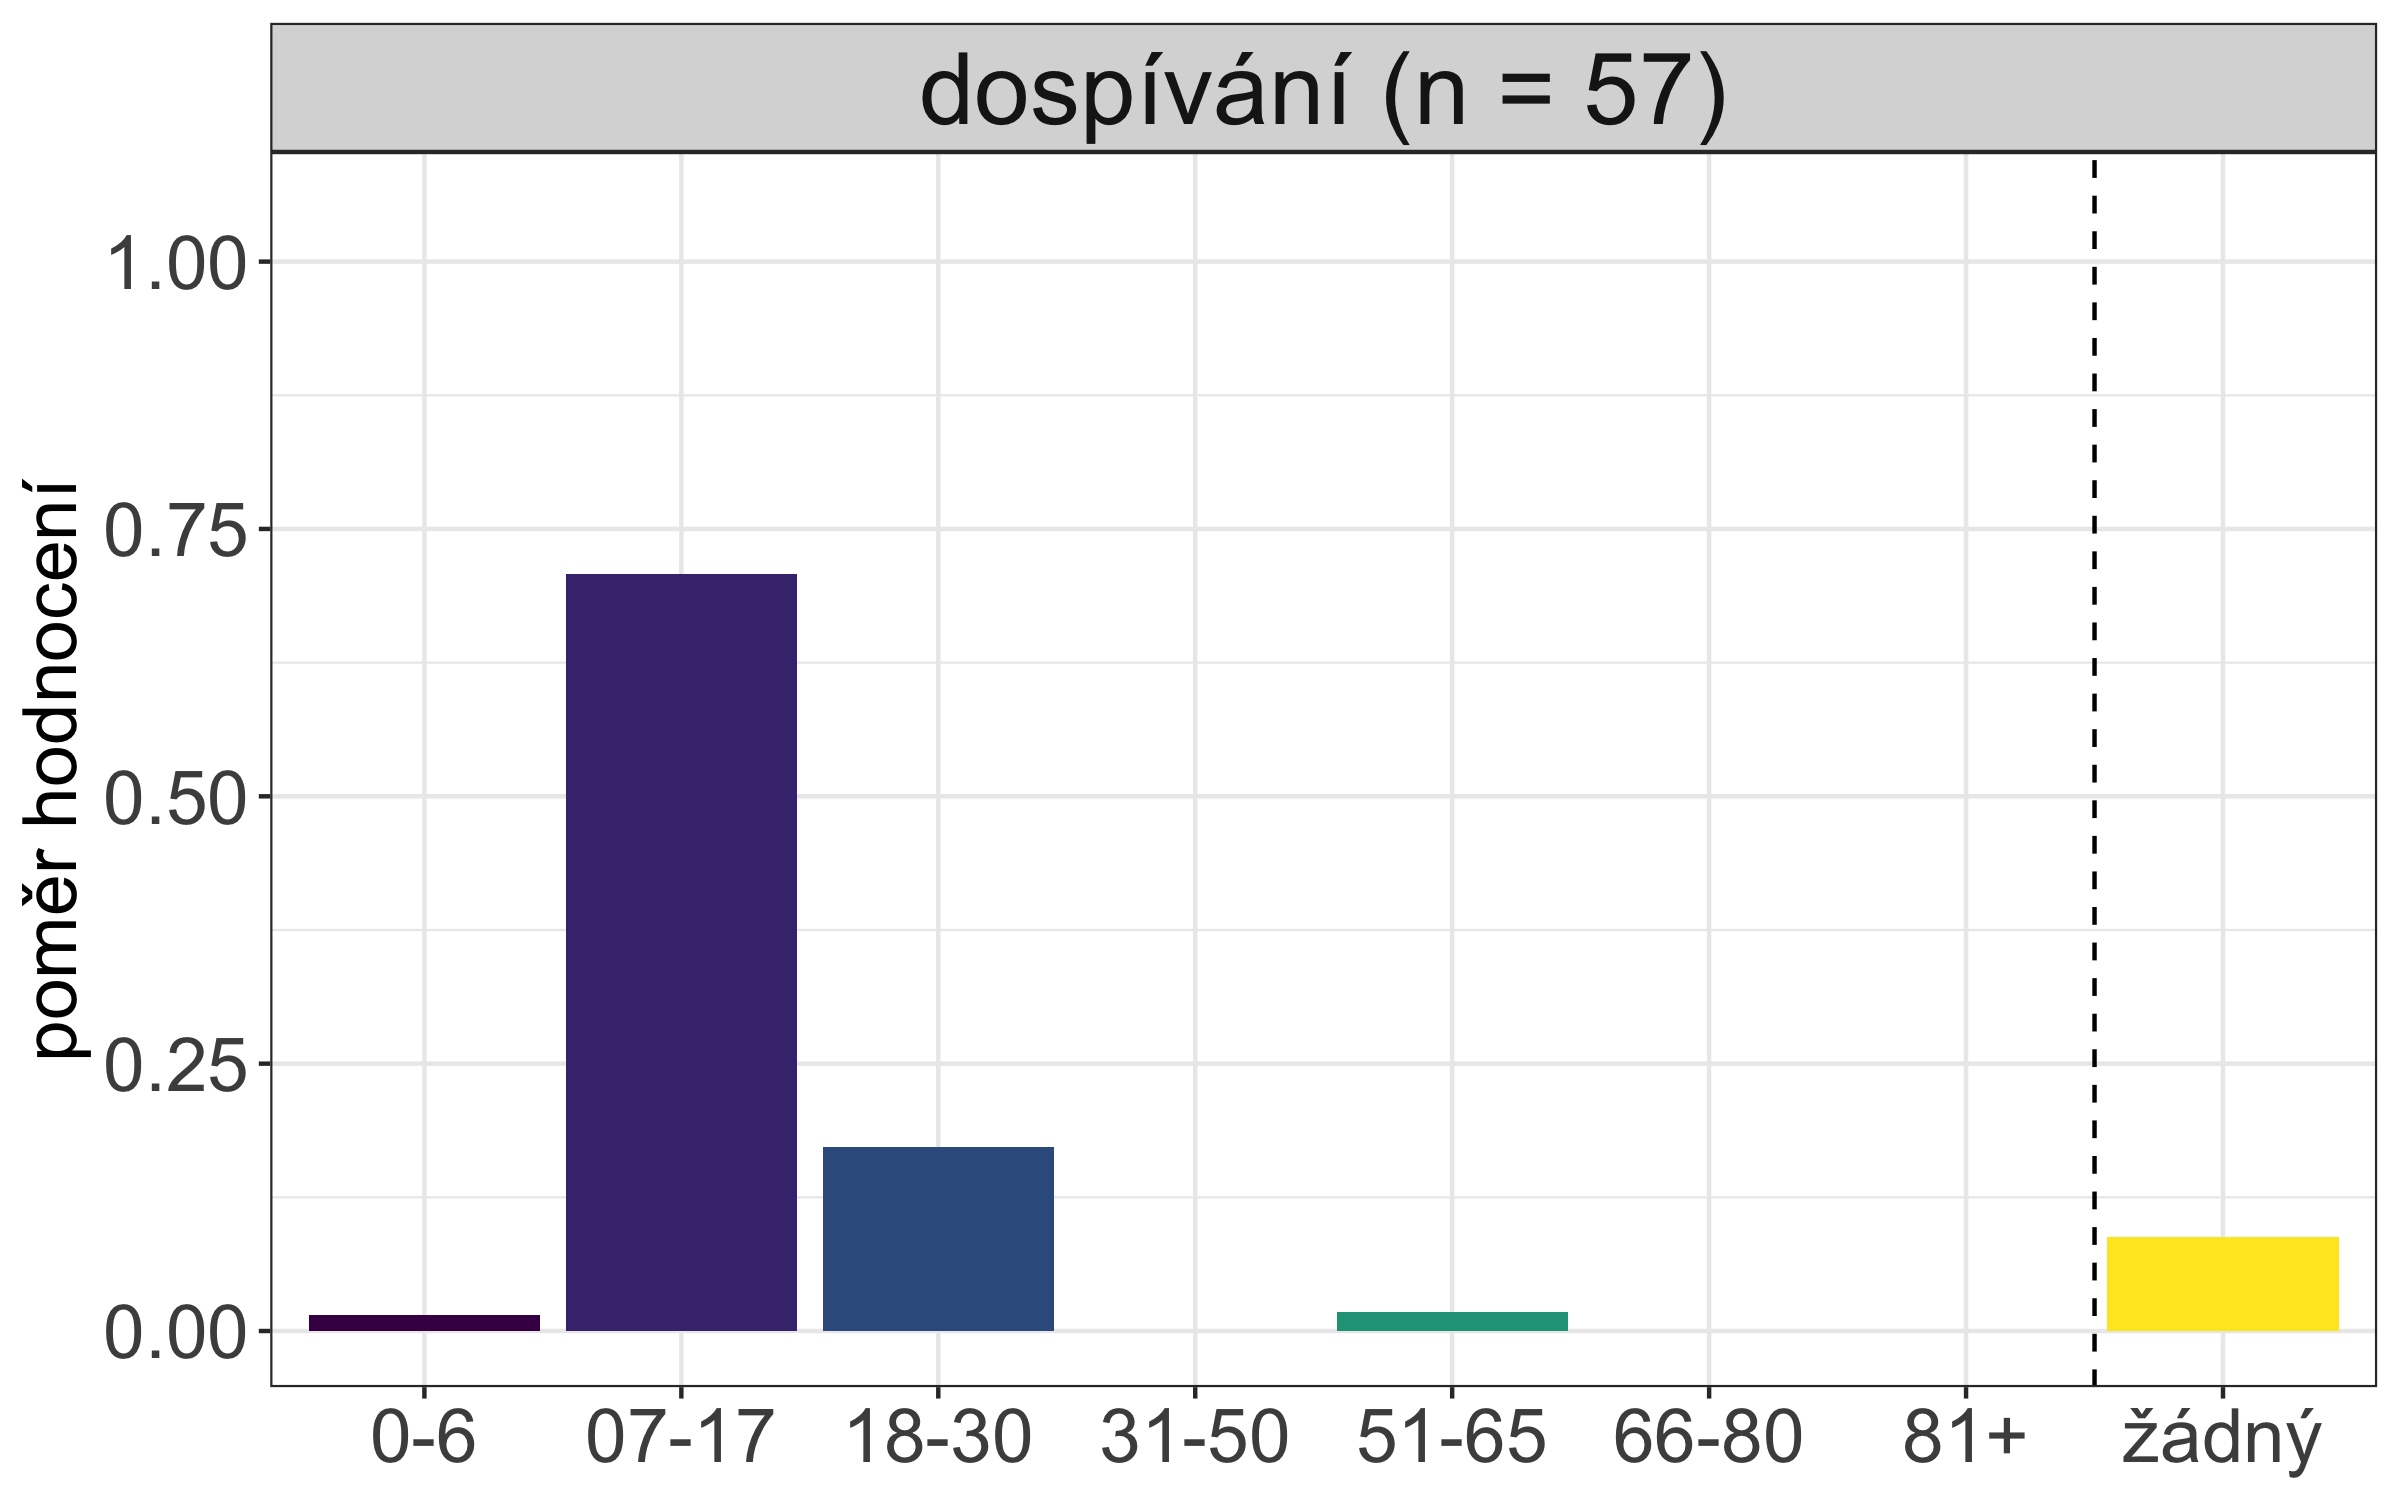 dospívání (n = 57)
poměr hodnocení
1.00
0.75
0.50
0.25
0.00
0-6 07-17 18-30 31-50 51-65 66-80 81+ žádný